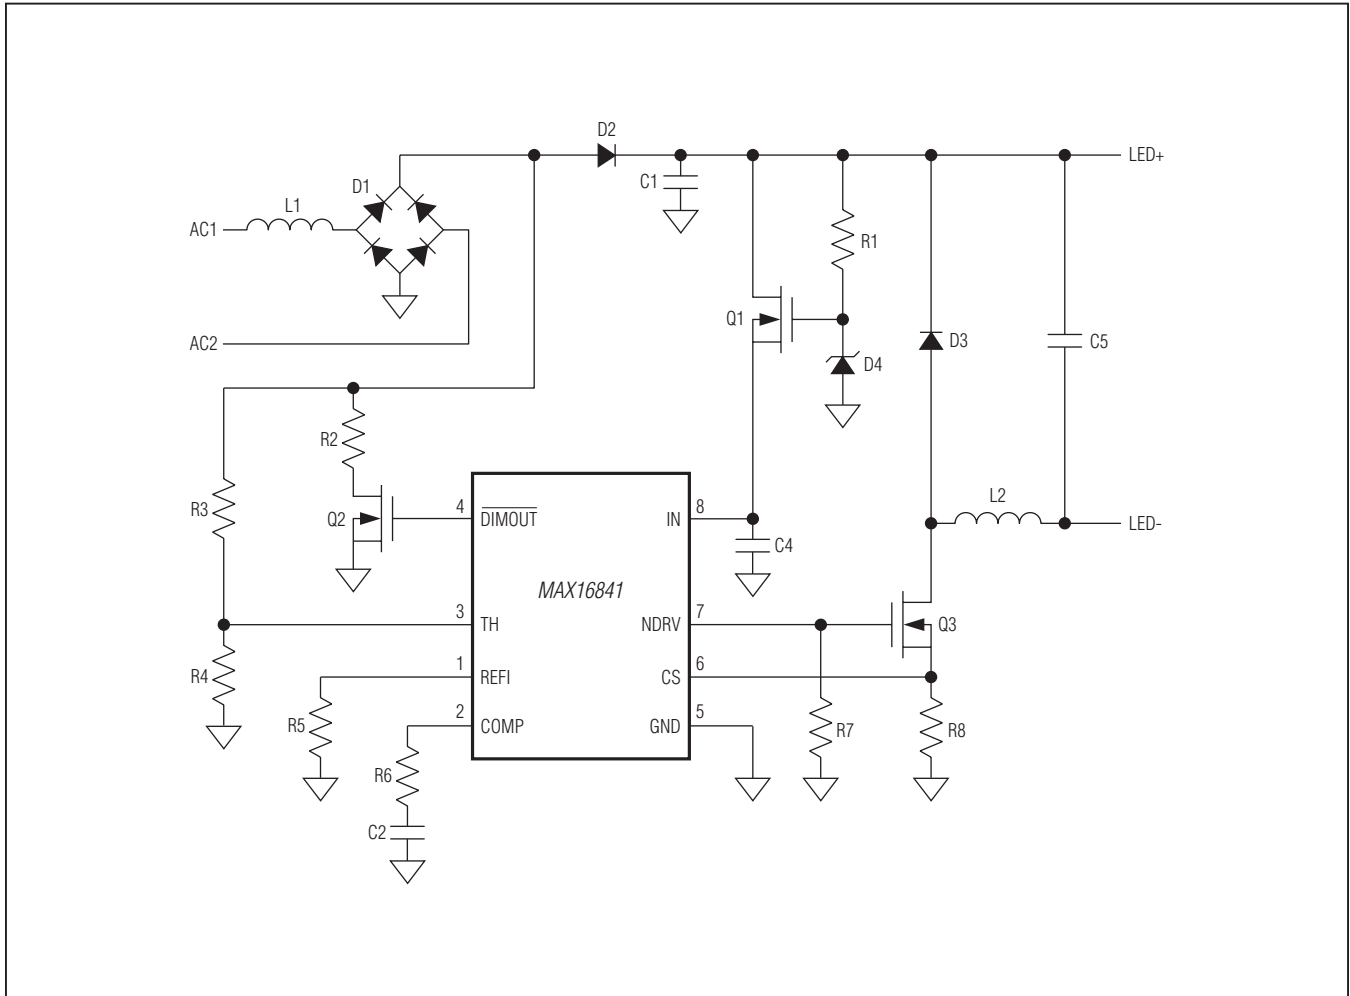 D2
LED+
D1
C1
L1
AC1
R1
Q1
AC2
D3
C5
D4
R2
L2
R3
4
8
Q2
DIMOUT
IN
LED-
C4
MAX16841
3
7
TH
NDRV
Q3
1
6
R4
REFI
CS
2
5
R5
COMP
GND
R7
R8
R6
C2